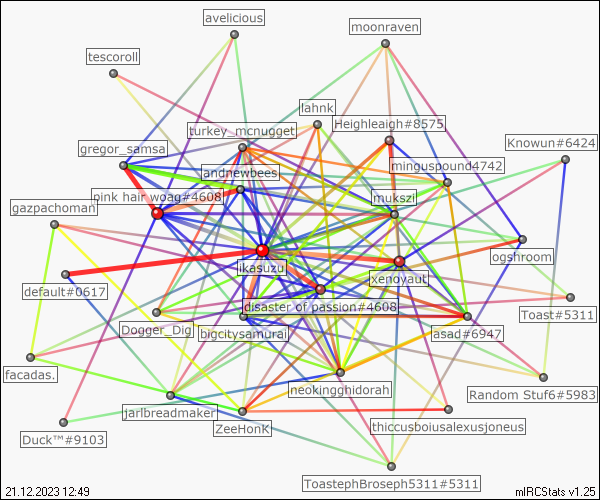 avelicious
moonraven
tescoroll
lahnk
Heighleigh#8575
turkey_mcnugget
Knowun#6424
gregor_samsa
minguspound4742
andnewbees
pink hair woag#4608
mukszi
gazpachoman
ogshroom
ikasuzu
xenovaut
default#0617
disaster of passion#4608
Toast#5311
Dogger_Dig
bigcitysamurai
asad#6947
facadas.
neokingghidorah
Random Stuf6#5983
jarlbreadmaker
ZeeHonK
thiccusboiusalexusjoneus
Duck™#9103
ToastephBroseph5311#5311
21.12.2023 12:49
mIRCStats v1.25